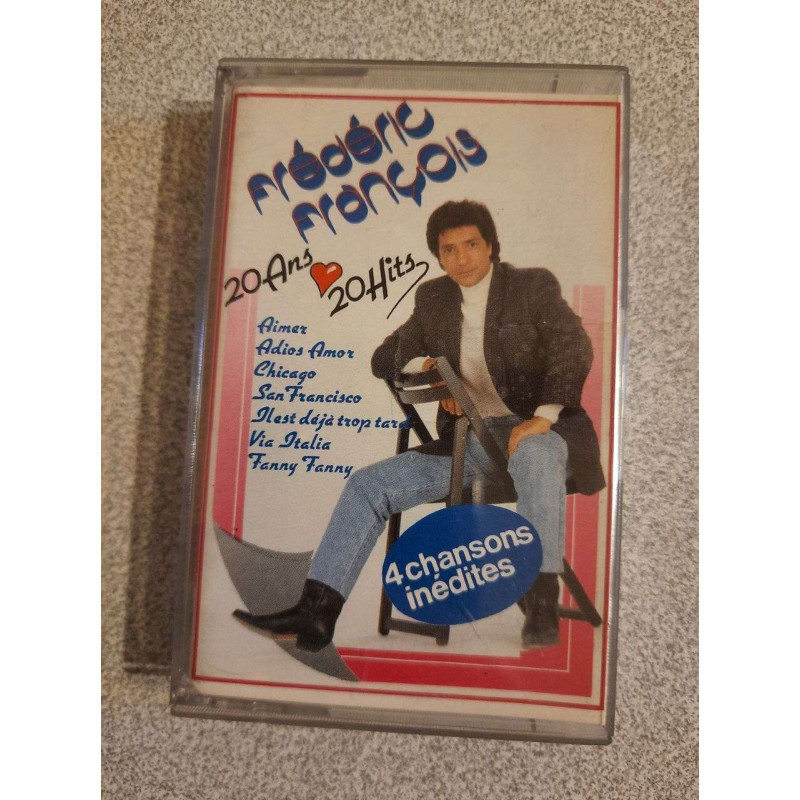 Frédéric
François
20 Ans
20 Hits
Aimer
Adios Amor
Chicago
San Francisco
Il est déjà trop tard
Via Italia
Fanny Fanny
4 chansons
inédites